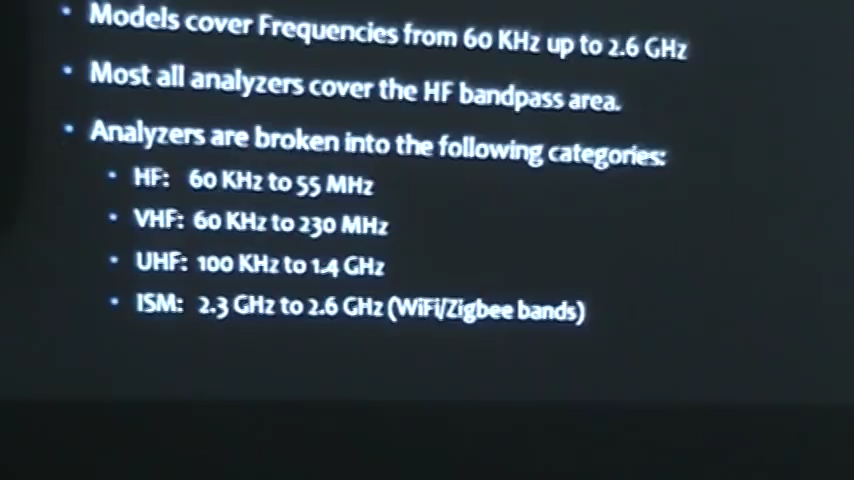 • Models cover Frequencies from 60 KHz up to 2.6 GHz
• Most all analyzers cover the HF bandpass area.
• Analyzers are broken into the following categories:
• HF: 60 KHz to 55 MHz
• VHF: 60 KHz to 230 MHz
• UHF: 100 KHz to 1.4 GHz
• ISM: 2.3 GHz to 2.6 GHz (WiFi/Zigbee bands)